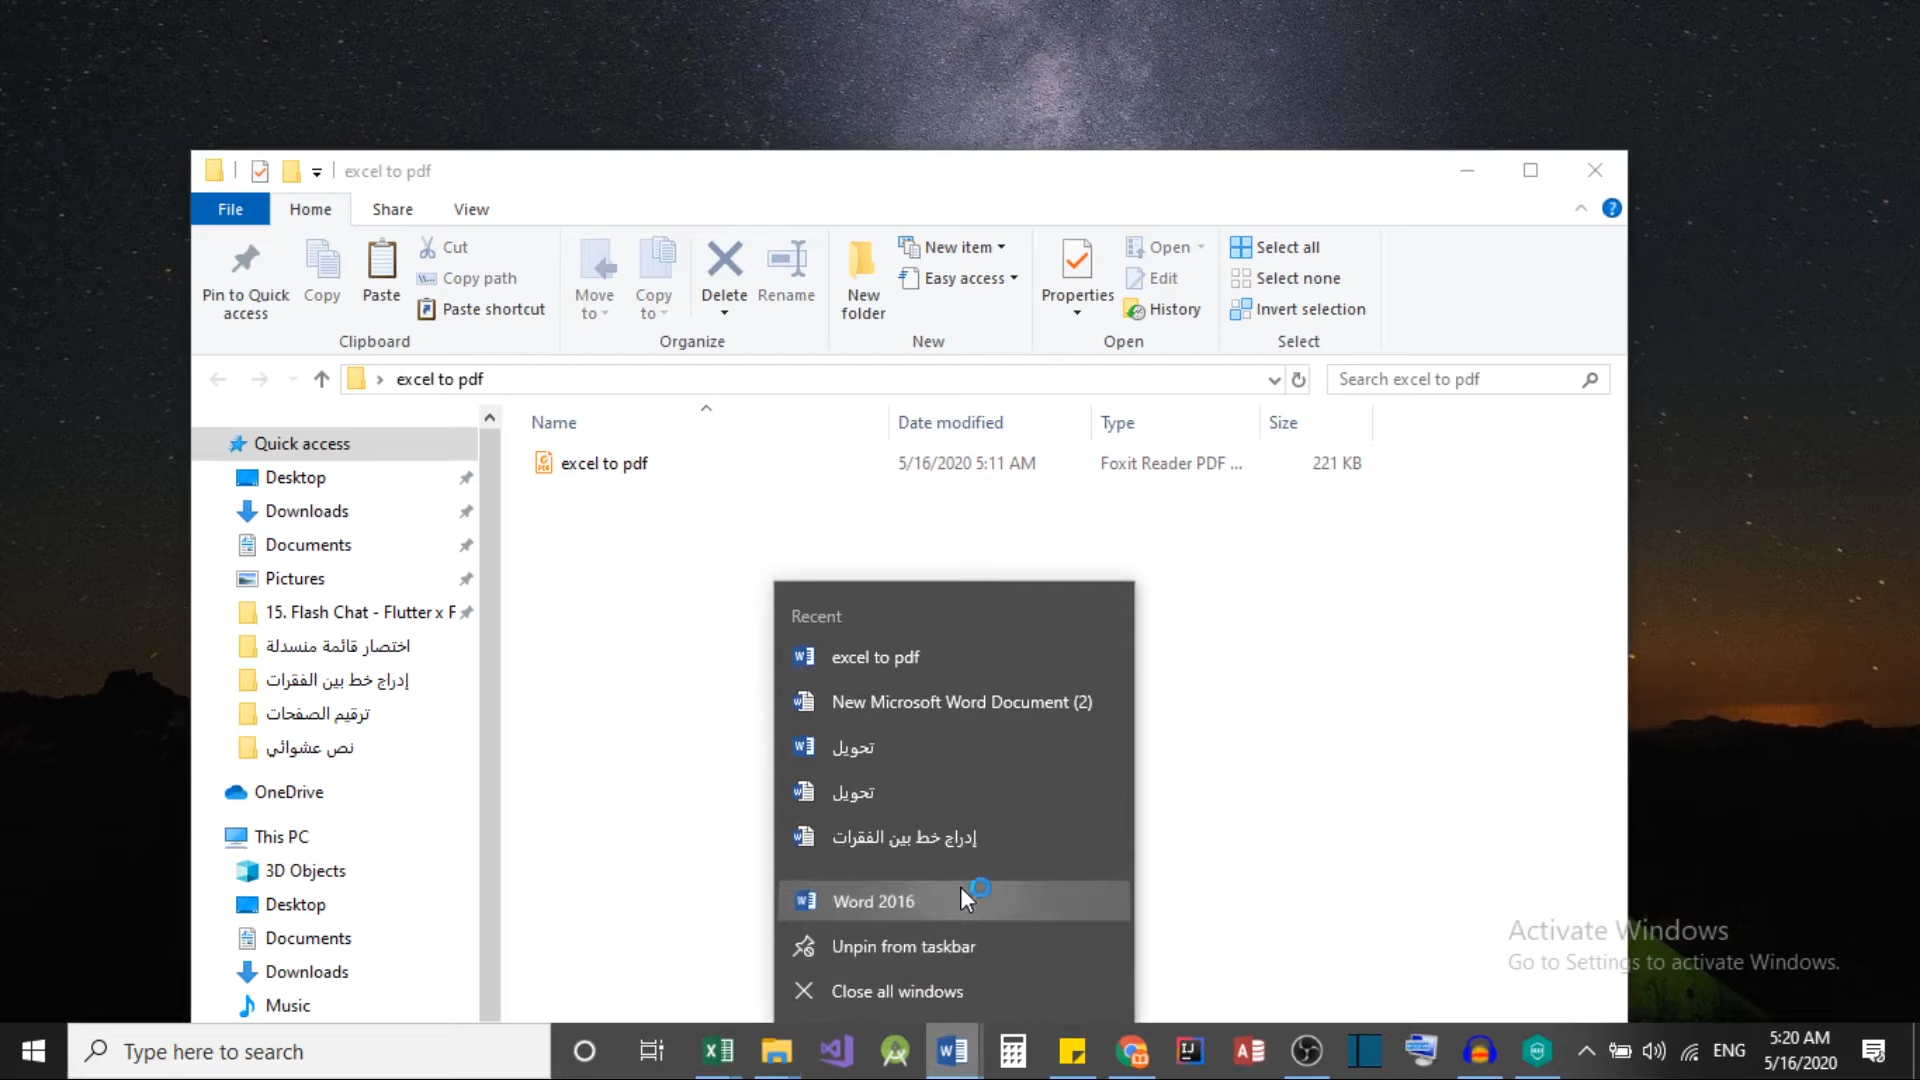 excel to pdf
File Home Share View
Pin to Quick access
Copy
Paste
Cut
Copy path
Paste shortcut
Clipboard
Move to
Copy to
Delete
Rename
Organize
New folder
New item
Easy access
New
Properties
Open
Edit
History
Open
Select all
Select none
Invert selection
Select
excel to pdf
Search excel to pdf
Name Date modified Type Size
excel to pdf 5/16/2020 5:11 AM Foxit Reader PDF ... 221 KB
Quick access
Desktop
Downloads
Documents
Pictures
15. Flash Chat - Flutter x F
اختصار قائمة منسدلة
إدراج خط بين الفقرات
ترقيم الصفحات
نص عشوائي
OneDrive
This PC
3D Objects
Desktop
Documents
Downloads
Music
Recent
excel to pdf
New Microsoft Word Document (2)
تحويل
تحويل
إدراج خط بين الفقرات
Word 2016
Unpin from taskbar
Close all windows
Activate Windows
Go to Settings to activate Windows.
Type here to search
ENG
5:20 AM
5/16/2020